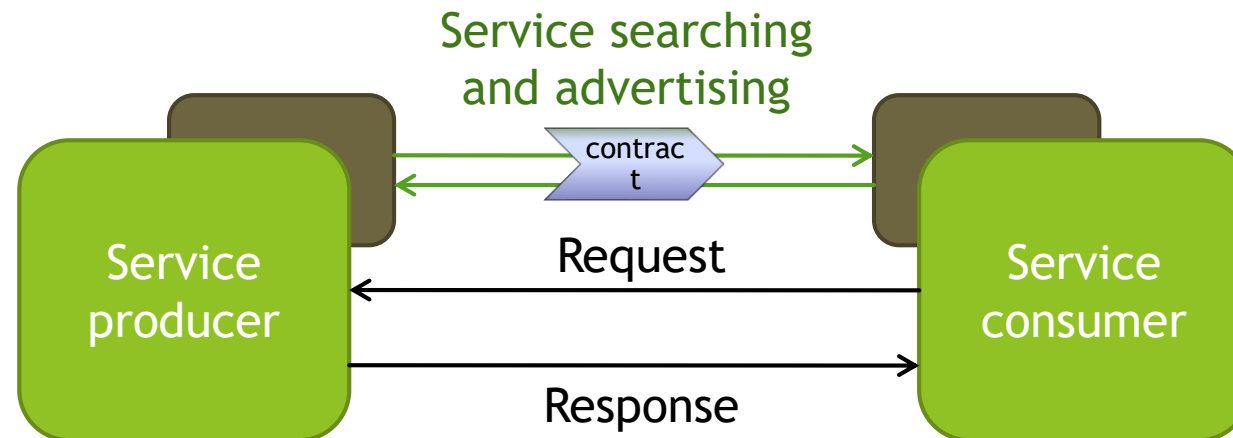 Service searching
and advertising
contrac
t
Service
producer
Request
Response
Service
consumer